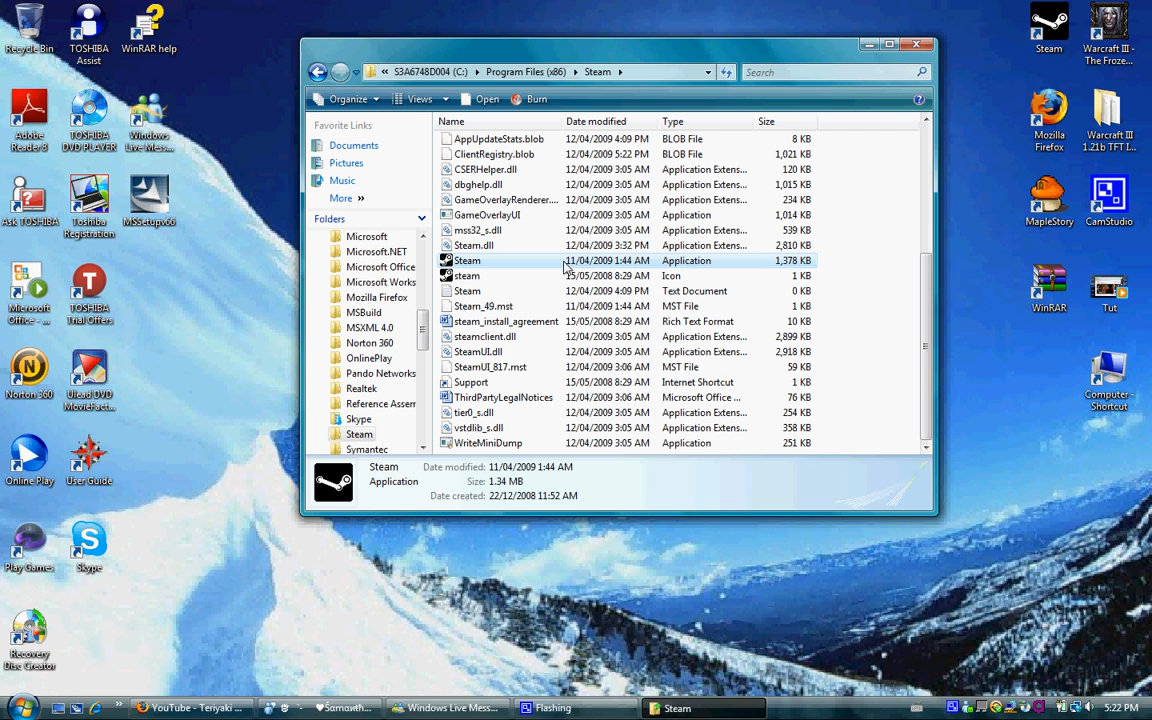 Recycle Bin
TOSHIBA Assist
WinRAR help
Adobe Reader 8
TOSHIBA DVD PLAYER
Windows Live Mess...
Ask TOSHIBA
Toshiba Registration
MSSetupv66
Microsoft Office - ...
TOSHIBA Trial Offers
Norton 360
Ulead DVD MovieFact...
Online Play
User Guide
Play Games
Skype
Recovery Disc Creator
« S3A6748D004 (C:) Program Files (x86) Steam
Search
Organize Views Open Burn
Favorite Links
Documents
Pictures
Music
More »
Folders
Microsoft
Microsoft.NET
Microsoft Office
Microsoft Works
Mozilla Firefox
MSBuild
MSXML 4.0
Norton 360
OnlinePlay
Pando Networks
Realtek
Reference Assem
Skype
Steam
Symantec
Name Date modified Type Size
AppUpdateStats.blob 12/04/2009 4:09 PM BLOB File 8 KB
ClientRegistry.blob 12/04/2009 5:22 PM BLOB File 1,021 KB
CSERHelper.dll 12/04/2009 3:05 AM Application Extens... 120 KB
dbghelp.dll 12/04/2009 3:05 AM Application Extens... 1,015 KB
GameOverlayRenderer.... 12/04/2009 3:05 AM Application Extens... 234 KB
GameOverlayUI 12/04/2009 3:05 AM Application 1,014 KB
mss32_s.dll 12/04/2009 3:05 AM Application Extens... 539 KB
Steam.dll 12/04/2009 3:32 PM Application Extens... 2,810 KB
Steam 11/04/2009 1:44 AM Application 1,378 KB
steam 15/05/2008 8:29 AM Icon 1 KB
Steam 12/04/2009 4:09 PM Text Document 0 KB
Steam_49.mst 11/04/2009 1:44 AM MST File 1 KB
steam_install_agreement 15/05/2008 8:29 AM Rich Text Format 10 KB
steamclient.dll 12/04/2009 3:05 AM Application Extens... 2,899 KB
SteamUI.dll 12/04/2009 3:05 AM Application Extens... 2,918 KB
SteamUI_817.mst 12/04/2009 3:06 AM MST File 59 KB
Support 15/05/2008 8:29 AM Internet Shortcut 1 KB
ThirdPartyLegalNotices 12/04/2009 3:06 AM Microsoft Office ... 76 KB
tier0_s.dll 12/04/2009 3:05 AM Application Extens... 254 KB
vstdlib_s.dll 12/04/2009 3:05 AM Application Extens... 358 KB
WriteMiniDump 12/04/2009 3:05 AM Application 251 KB
Steam Date modified: 11/04/2009 1:44 AM
Application Size: 1.34 MB
Date created: 22/12/2008 11:52 AM
Steam
Warcraft III - The Froze...
Mozilla Firefox
Warcraft III 1.21b TFT I...
MapleStory
CamStudio
WinRAR
Tut
Computer - Shortcut
YouTube - Teriyaki ...
Windows Live Mess...
Flashing
Steam
5:22 PM